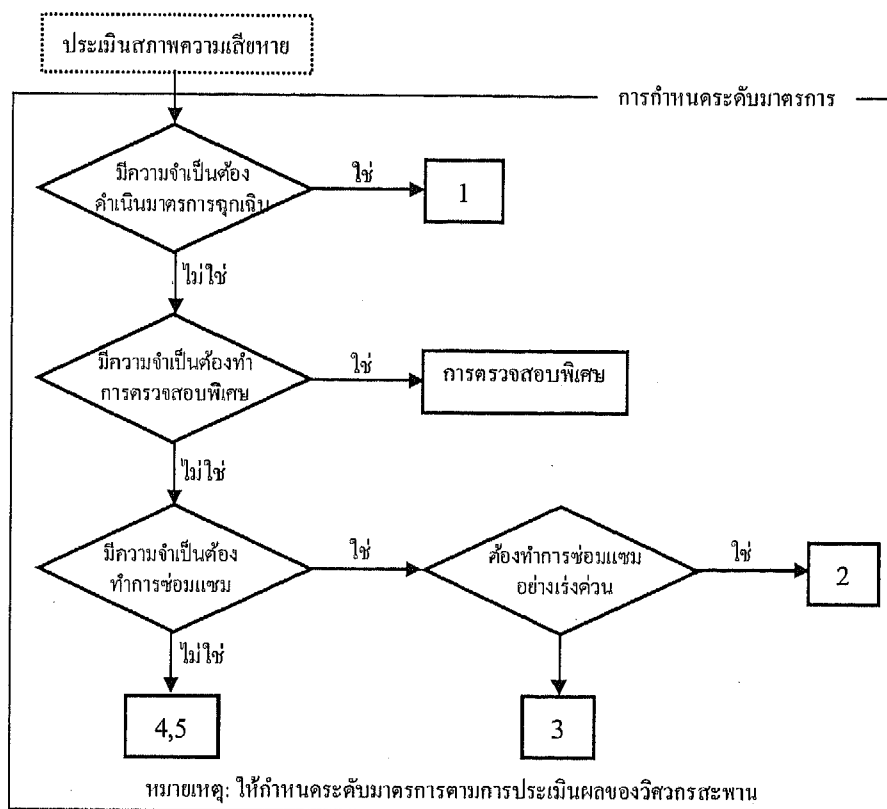 ประเมินสภาพความเสียหาย
การกำหนดระดับมาตรการ
มีความจำเป็นต้อง
ดำเนินมาตรการฉุกเฉิน
ใช่
1
ไม่ใช่
มีความจำเป็นต้องทำ
การตรวจสอบพิเศษ
ใช่
การตรวจสอบพิเศษ
ไม่ใช่
มีความจำเป็นต้อง
ทำการซ่อมแซม
ใช่
ต้องทำการซ่อมแซม
อย่างเร่งด่วน
ใช่
2
ไม่ใช่
4,5
3
หมายเหตุ: ให้กำหนดระดับมาตรการตามการประเมินผลของวิศวกรสะพาน